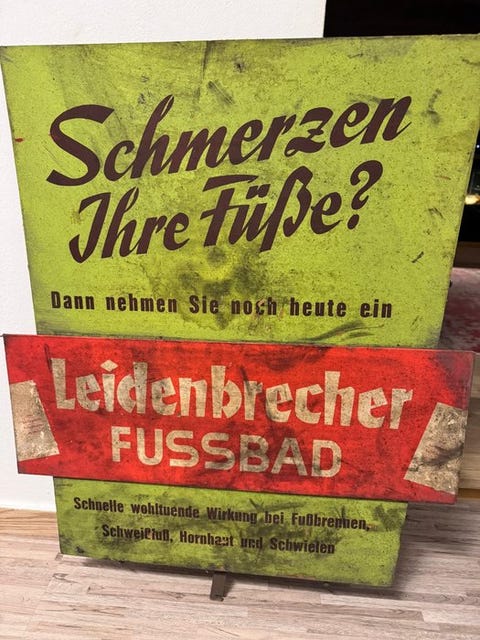 Schmerzen
Ihre Füße?
Dann nehmen Sie noch heute ein
Leidenbrecher
FUSSBAD
Schnelle wohltuende Wirkung bei Fußbrennen,
Schweißfuß, Hornhaut und Schwielen